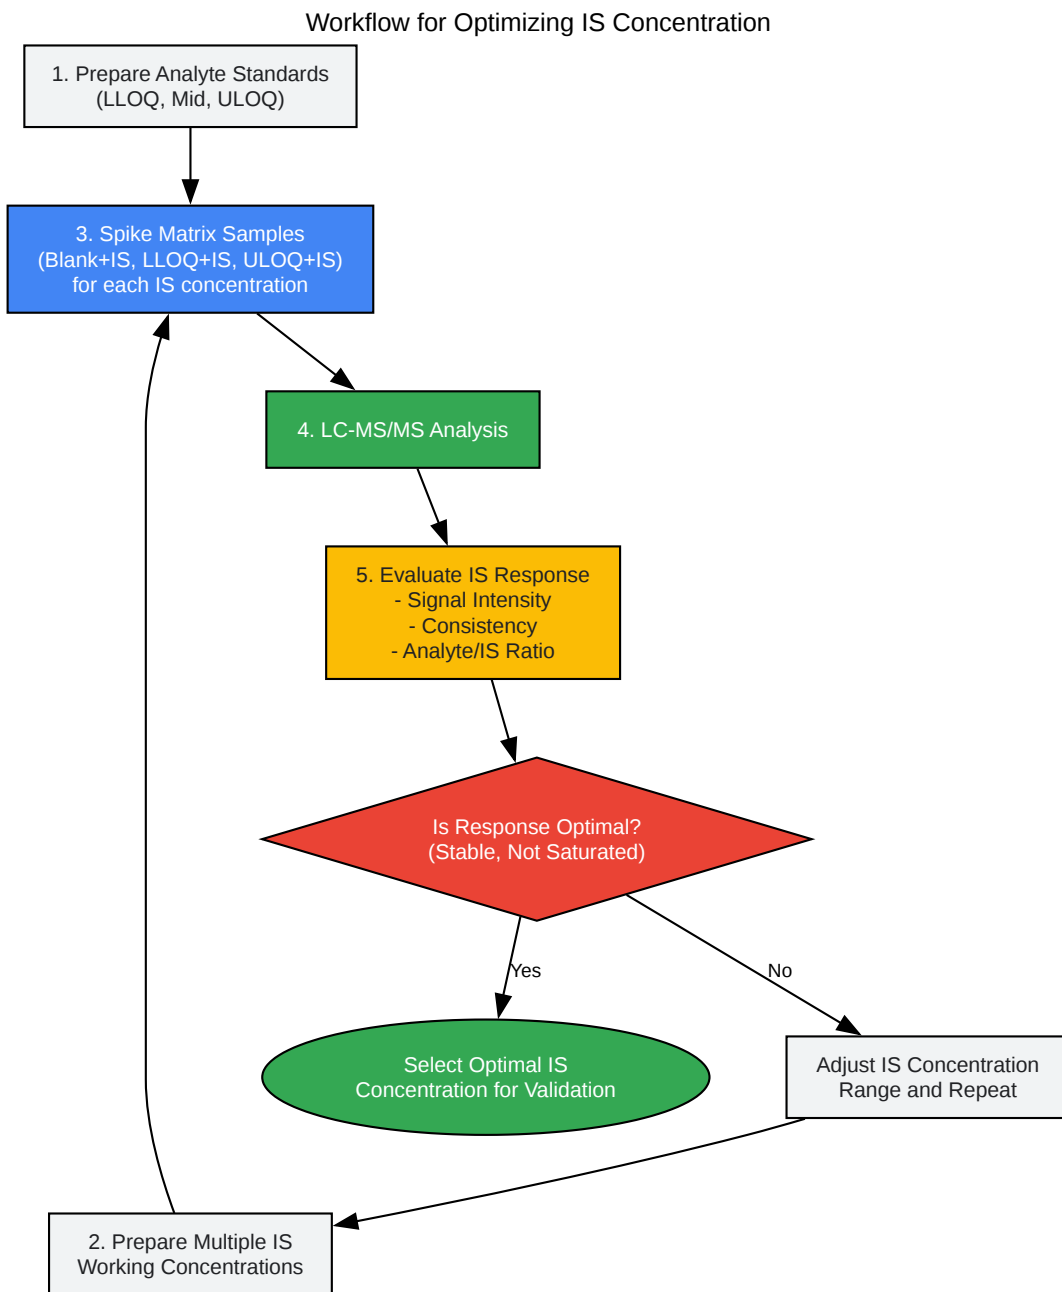 Workflow for Optimizing IS Concentration
1. Prepare Analyte Standards
(LLOQ, Mid, ULOQ)
3. Spike Matrix Samples
(Blank+IS, LLOQ+IS, ULOQ+IS)
for each IS concentration
4. LC-MS/MS Analysis
5. Evaluate IS Response
- Signal Intensity
- Consistency
- Analyte/IS Ratio
Is Response Optimal?
(Stable, Not Saturated)
Yes
No
Select Optimal IS
Concentration for Validation
Adjust IS Concentration
Range and Repeat
2. Prepare Multiple IS
Working Concentrations